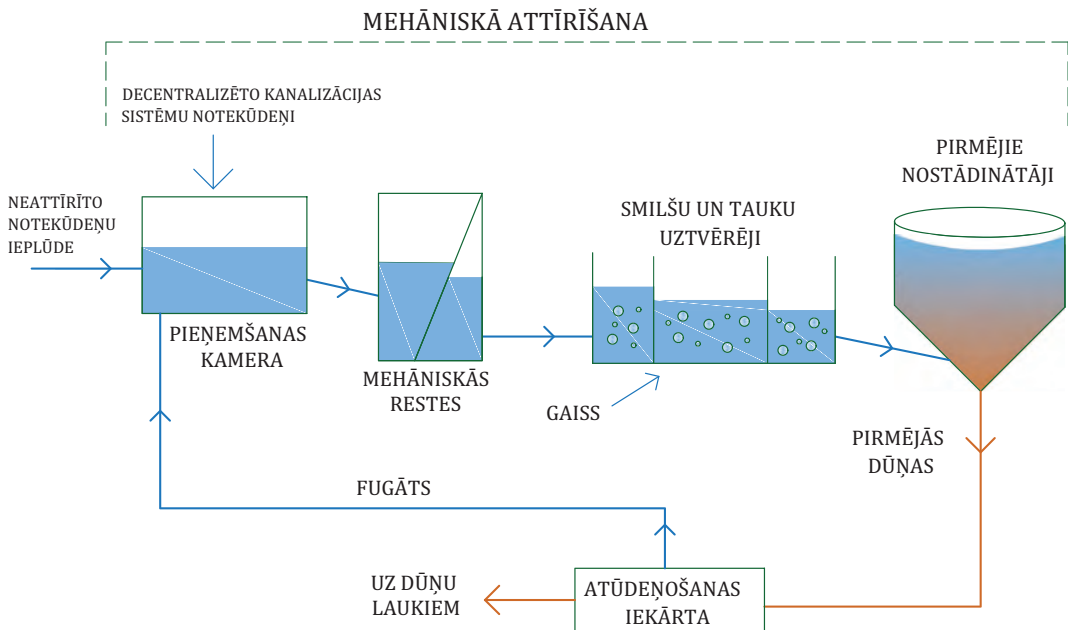 MEHĀNISKĀ ATTĪRĪŠANA
DECENTRALIZĒTO KANALIZĀCIJAS
SISTĒMU NOTEKŪDEŅI
NEATTĪRĪTO
NOTEKŪDEŅU
IEPLŪDE
PIEŅEMŠANAS
KAMERA
MEHĀNISKĀS
RESTES
SMILŠU UN TAUKU
UZTVĒRĒJI
GAISS
PIRMĒJIE
NOSTĀDINĀTĀJI
PIRMĒJĀS
DŪŅAS
FUGĀTS
UZ DŪŅU
LAUKIEM
ATŪDEŅOŠANAS
IEKĀRTA